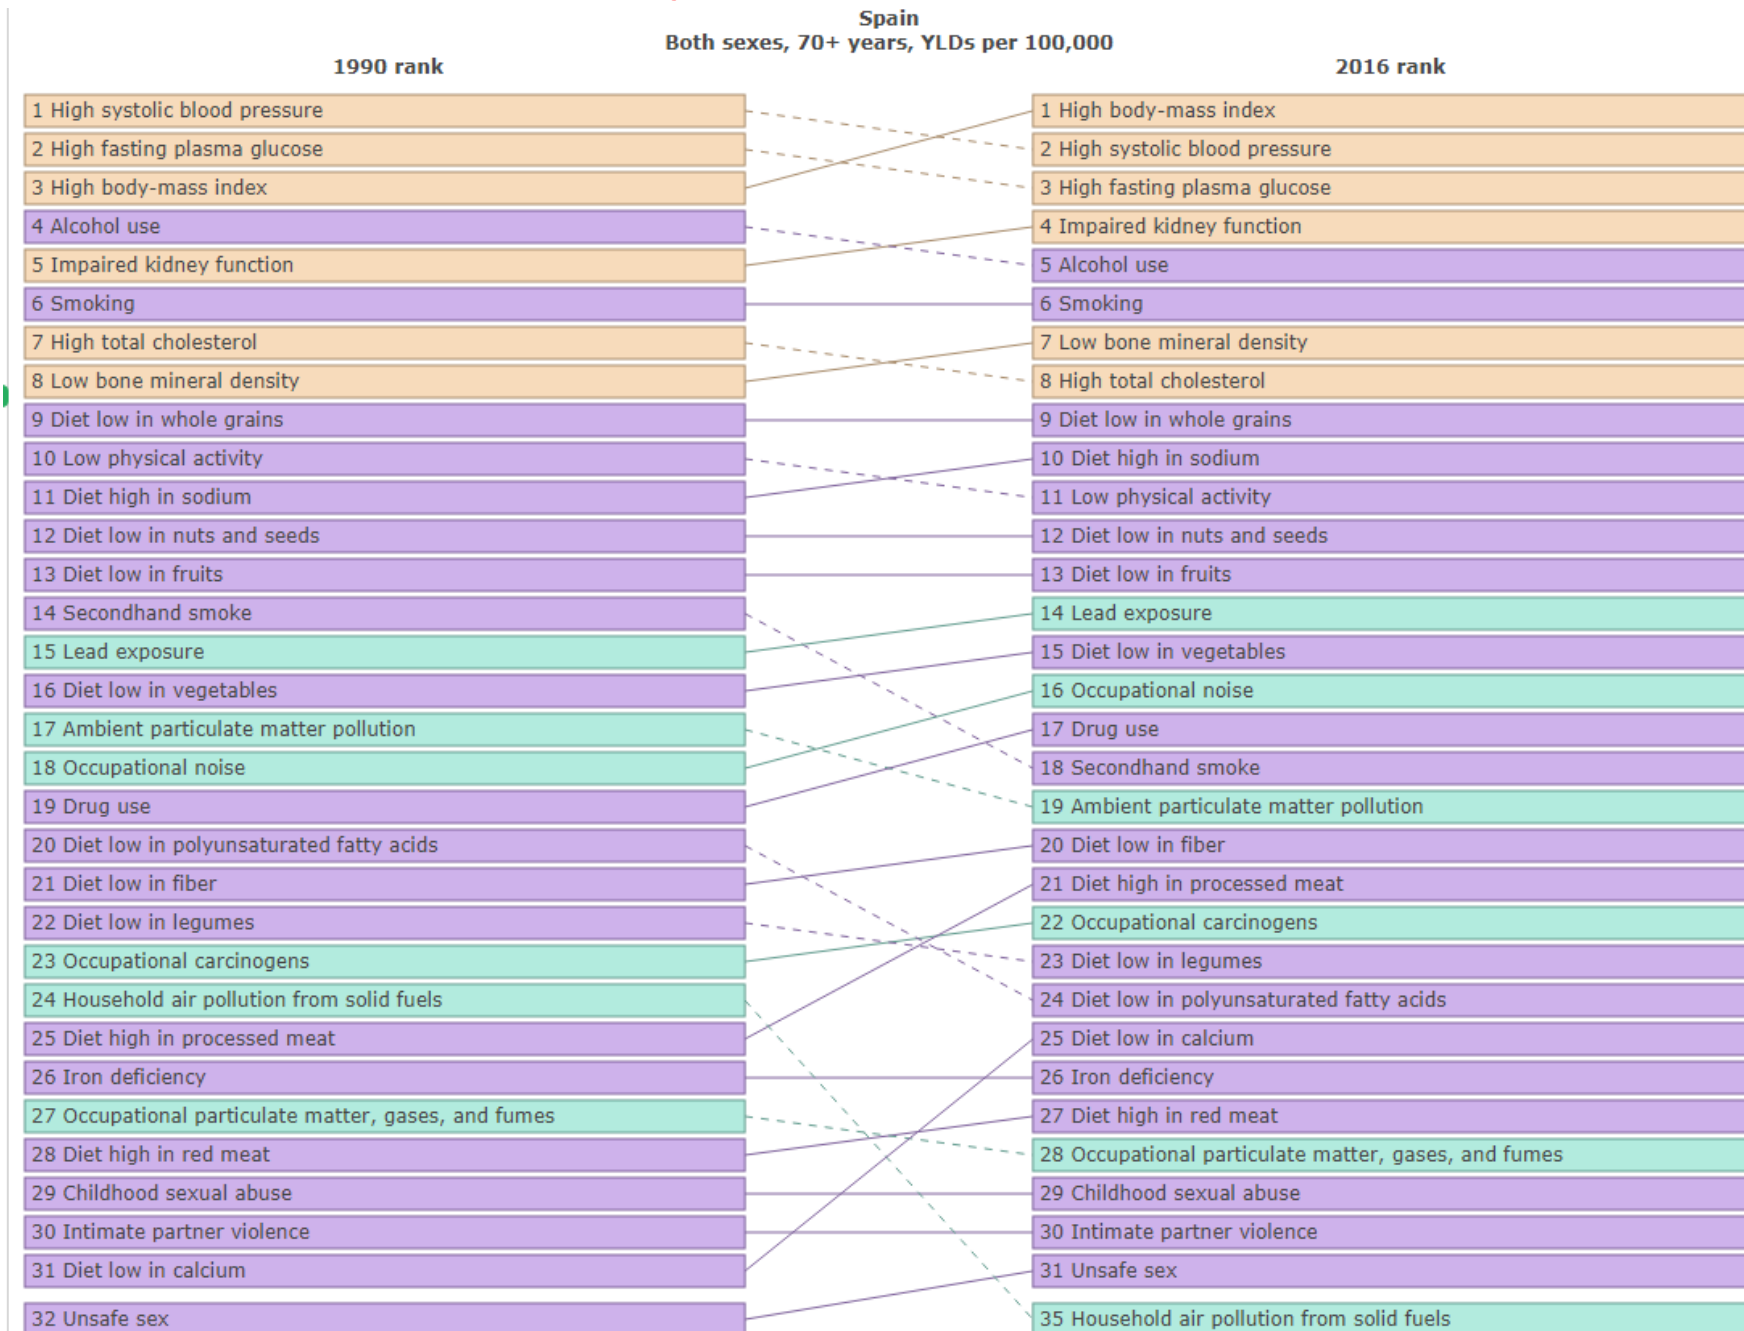 Spain
Both sexes, 70+ years, YLDs per 100,000
1990 rank
1 High systolic blood pressure
2 High fasting plasma glucose
3 High body-mass index
4 Alcohol use
5 Impaired kidney function
6 Smoking
7 High total cholesterol
8 Low bone mineral density
9 Diet low in whole grains
10 Low physical activity
11 Diet high in sodium
12 Diet low in nuts and seeds
13 Diet low in fruits
14 Secondhand smoke
15 Lead exposure
16 Diet low in vegetables
17 Ambient particulate matter pollution
18 Occupational noise
19 Drug use
20 Diet low in polyunsaturated fatty acids
21 Diet low in fiber
22 Diet low in legumes
23 Occupational carcinogens
24 Household air pollution from solid fuels
25 Diet high in processed meat
26 Iron deficiency
27 Occupational particulate matter, gases, and fumes
28 Diet high in red meat
29 Childhood sexual abuse
30 Intimate partner violence
31 Diet low in calcium
32 Unsafe sex
2016 rank
1 High body-mass index
2 High systolic blood pressure
3 High fasting plasma glucose
4 Impaired kidney function
5 Alcohol use
6 Smoking
7 Low bone mineral density
8 High total cholesterol
9 Diet low in whole grains
10 Diet high in sodium
11 Low physical activity
12 Diet low in nuts and seeds
13 Diet low in fruits
14 Lead exposure
15 Diet low in vegetables
16 Occupational noise
17 Drug use
18 Secondhand smoke
19 Ambient particulate matter pollution
20 Diet low in fiber
21 Diet high in processed meat
22 Occupational carcinogens
23 Diet low in legumes
24 Diet low in polyunsaturated fatty acids
25 Diet low in calcium
26 Iron deficiency
27 Diet high in red meat
28 Occupational particulate matter, gases, and fumes
29 Childhood sexual abuse
30 Intimate partner violence
31 Unsafe sex
35 Household air pollution from solid fuels